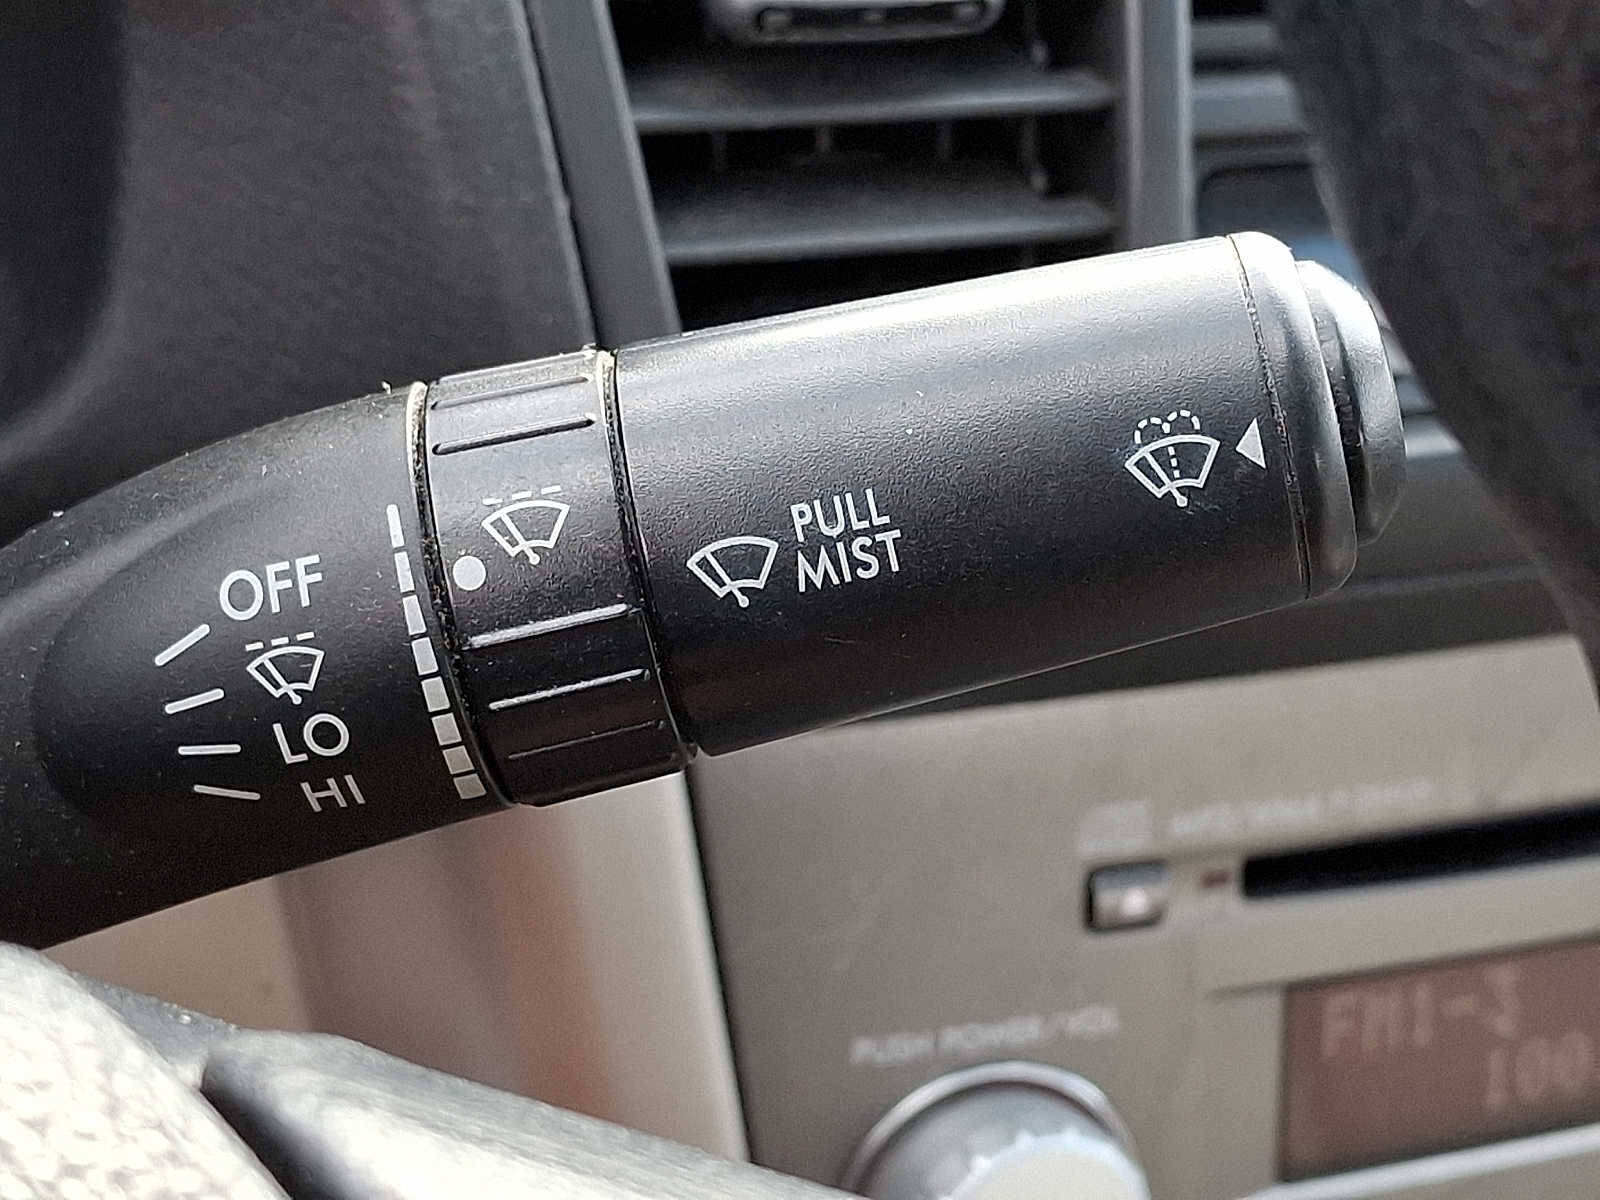 OFF
LO
HI
PULL
MIST
PUSH POWER/VOL
FM1-3
100